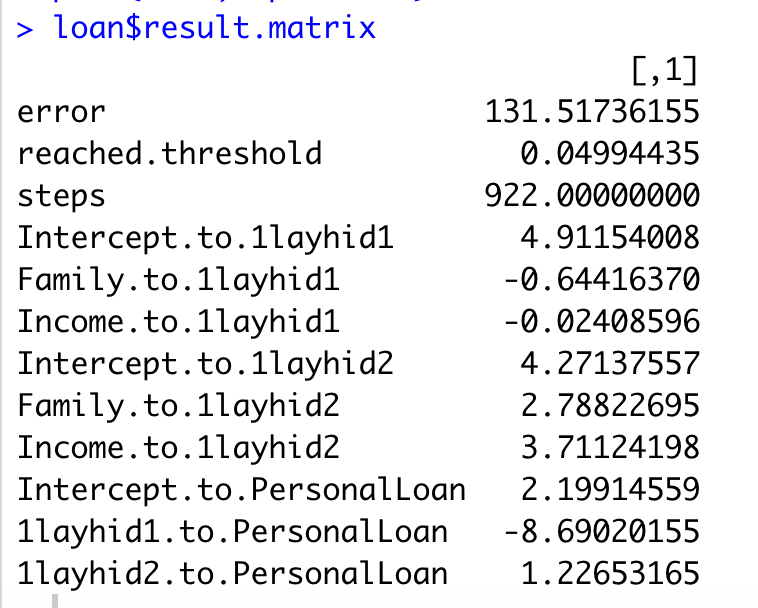 > loan$result.matrix
[,1]
error 131.51736155
reached.threshold 0.04994435
steps 922.00000000
Intercept.to.1layhid1 4.91154008
Family.to.1layhid1 -0.64416370
Income.to.1layhid1 -0.02408596
Intercept.to.1layhid2 4.27137557
Family.to.1layhid2 2.78822695
Income.to.1layhid2 3.71124198
Intercept.to.PersonalLoan 2.19914559
1layhid1.to.PersonalLoan -8.69020155
1layhid2.to.PersonalLoan 1.22653165